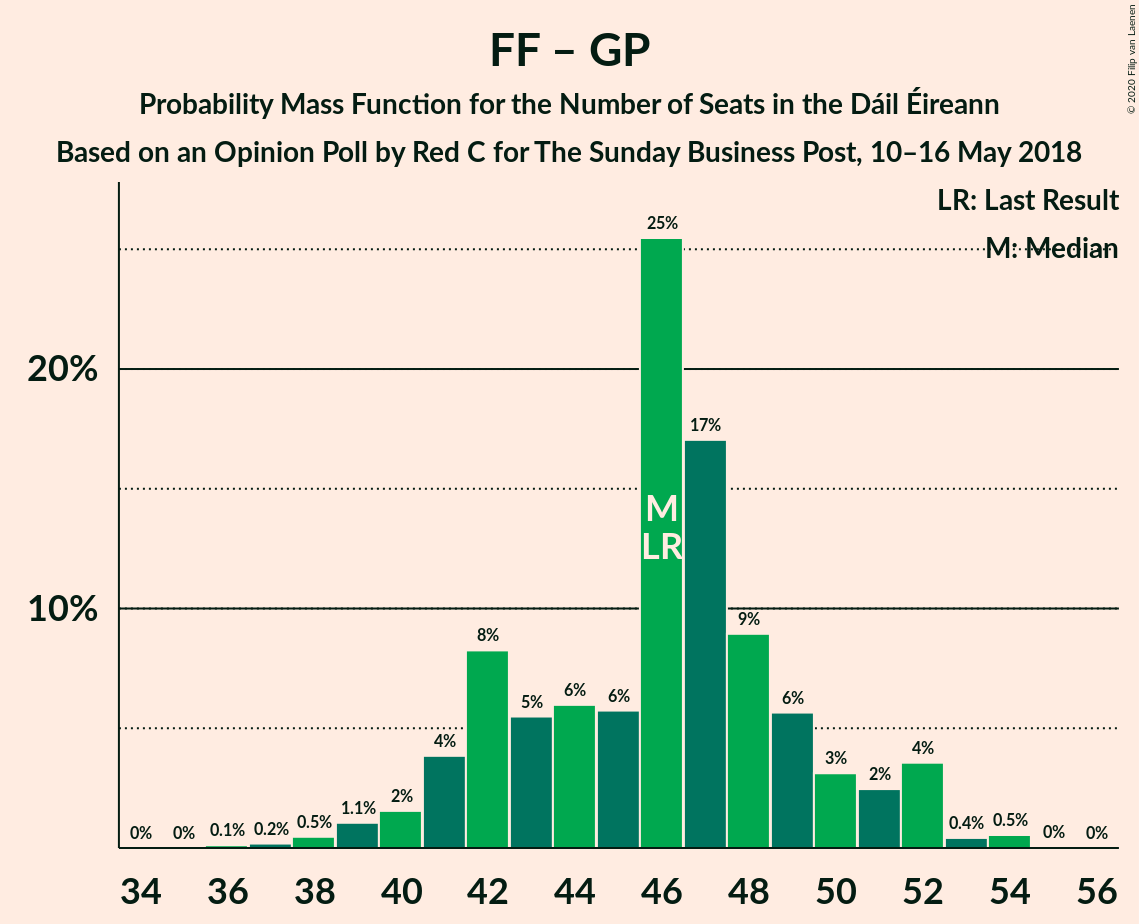 FF – GP
Probability Mass Function for the Number of Seats in the Dáil Éireann
Based on an Opinion Poll by Red C for The Sunday Business Post, 10–16 May 2018
© 2020 Filip van Laenen
LR: Last Result
M: Median
20%
10%
0%
0%
0.1%
0.2%
0.5%
1.1%
2%
4%
8%
5%
6%
6%
25%
17%
9%
6%
3%
2%
4%
0.4%
0.5%
0%
0%
M
LR
34 36 38 40 42 44 46 48 50 52 54 56